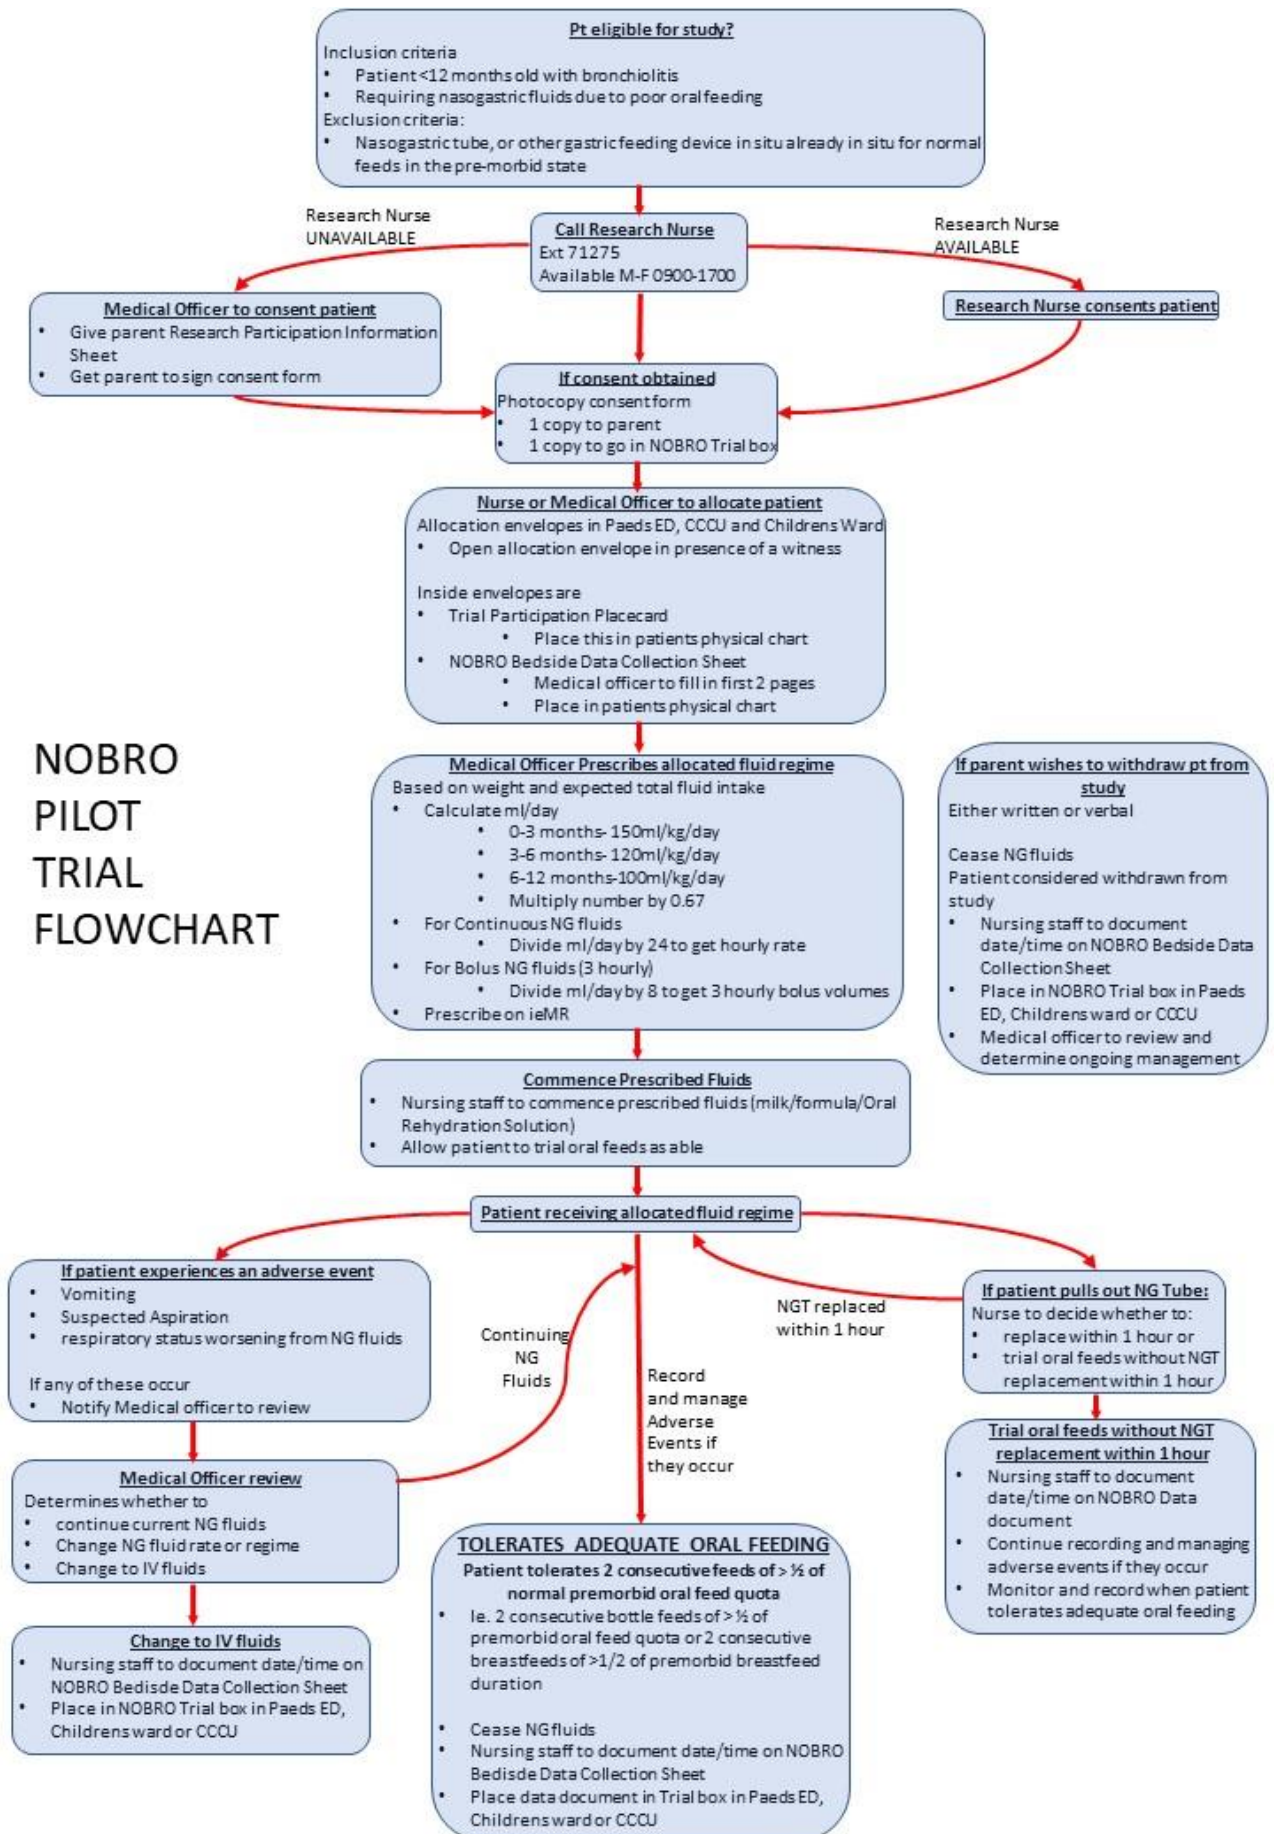 Pt eligible for study?
Inclusion criteria
• Patient <12 months old with bronchiolitis
• Requiring nasogastric fluids due to poor oral feeding
Exclusion criteria:
• Nasogastric tube, or other gastric feeding device in situ already in situ for normal
feeds in the pre-morbid state
Research Nurse
UNAVAILABLE
Call Research Nurse
Ext 71275
Available M-F 0900-1700
Research Nurse
AVAILABLE
Medical Officer to consent patient
• Give parent Research Participation Information
Sheet
• Get parent to sign consent form
Research Nurse consents patient
If consent obtained
Photocopy consent form
• 1 copy to parent
• 1 copy to go in NOBRO Trial box
Nurse or Medical Officer to allocate patient
Allocation envelopes in Paeds ED, CCCU and Childrens Ward
• Open allocation envelope in presence of a witness
Inside envelopes are
• Trial Participation Placecard
• Place this in patients physical chart
• NOBRO Bedside Data Collection Sheet
• Medical officer to fill in first 2 pages
• Place in patients physical chart
NOBRO
PILOT
TRIAL
FLOWCHART
Medical Officer Prescribes allocated fluid regime
Based on weight and expected total fluid intake
• Calculate ml/day
• 0-3 months- 150ml/kg/day
• 3-6 months- 120ml/kg/day
• 6-12 months-100ml/kg/day
• Multiply number by 0.67
• For Continuous NG fluids
• Divide ml/day by 24 to get hourly rate
• For Bolus NG fluids (3 hourly)
• Divide ml/day by 8 to get 3 hourly bolus volumes
• Prescribe on ieMR
If parent wishes to withdraw pt from
study
Either written or verbal
Cease NG fluids
Patient considered withdrawn from
study
• Nursing staff to document
date/time on NOBRO Bedside Data
Collection Sheet
• Place in NOBRO Trial box in Paeds
ED, Childrens ward or CCCU
• Medical officer to review and
determine ongoing management
Commence Prescribed Fluids
• Nursing staff to commence prescribed fluids (milk/formula/Oral
Rehydration Solution)
• Allow patient to trial oral feeds as able
Patient receiving allocated fluid regime
If patient experiences an adverse event
• Vomiting
• Suspected Aspiration
• respiratory status worsening from NG fluids
If any of these occur
• Notify Medical officer to review
Continuing
NG
Fluids
NGT replaced
within 1 hour
Record
and manage
Adverse
Events if
they occur
If patient pulls out NG Tube:
Nurse to decide whether to:
• replace within 1 hour or
• trial oral feeds without NGT
replacement within 1 hour
Medical Officer review
Determines whether to
• continue current NG fluids
• Change NG fluid rate or regime
• Change to IV fluids
Trial oral feeds without NGT
replacement within 1 hour
• Nursing staff to document
date/time on NOBRO Data
document
• Continue recording and managing
adverse events if they occur
• Monitor and record when patient
tolerates adequate oral feeding
Change to IV fluids
• Nursing staff to document date/time on
NOBRO Bedisde Data Collection Sheet
• Place in NOBRO Trial box in Paeds ED,
Childrens ward or CCCU
TOLERATES ADEQUATE ORAL FEEDING
Patient tolerates 2 consecutive feeds of > ½ of
normal premorbid oral feed quota
• Ie. 2 consecutive bottle feeds of > ½ of
premorbid oral feed quota or 2 consecutive
breastfeeds of >1/2 of premorbid breastfeed
duration
• Cease NG fluids
• Nursing staff to document date/time on NOBRO
Bedisde Data Collection Sheet
• Place data document in Trial box in Paeds ED,
Childrens ward or CCCU